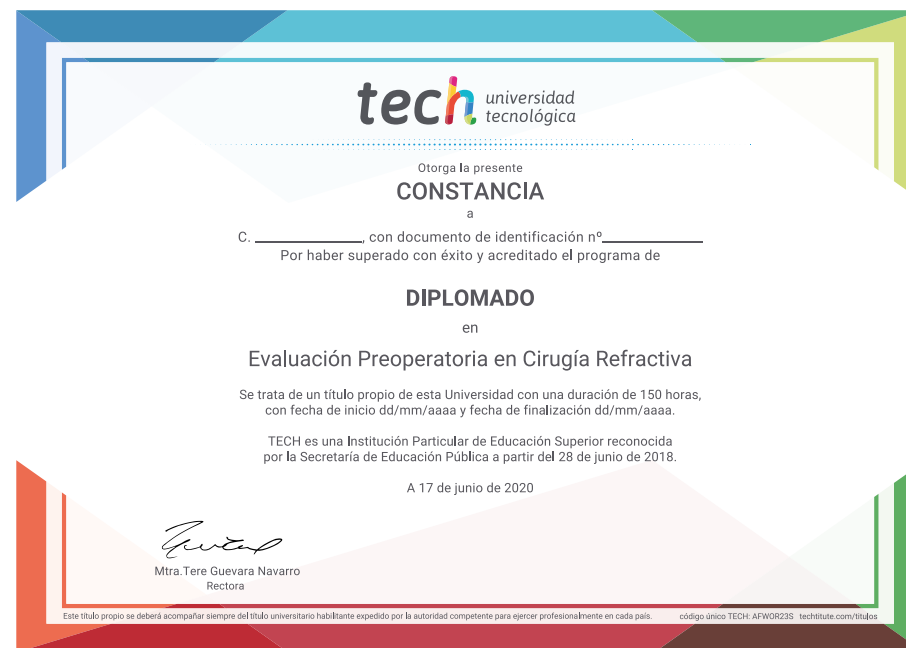 tech universidad
tecnológica
Otorga la presente
CONSTANCIA
a
C. ______________, con documento de identificación nº_____________
Por haber superado con éxito y acreditado el programa de
DIPLOMADO
en
Evaluación Preoperatoria en Cirugía Refractiva
Se trata de un título propio de esta Universidad con una duración de 150 horas,
con fecha de inicio dd/mm/aaaa y fecha de finalización dd/mm/aaaa.
TECH es una Institución Particular de Educación Superior reconocida
por la Secretaría de Educación Pública a partir del 28 de junio de 2018.
A 17 de junio de 2020
Mtra.Tere Guevara Navarro
Rectora
Este título propio se deberá acompañar siempre del título universitario habilitante expedido por la autoridad competente para ejercer profesionalmente en cada país. código único TECH: AFWOR23S techtitute.com/titulos